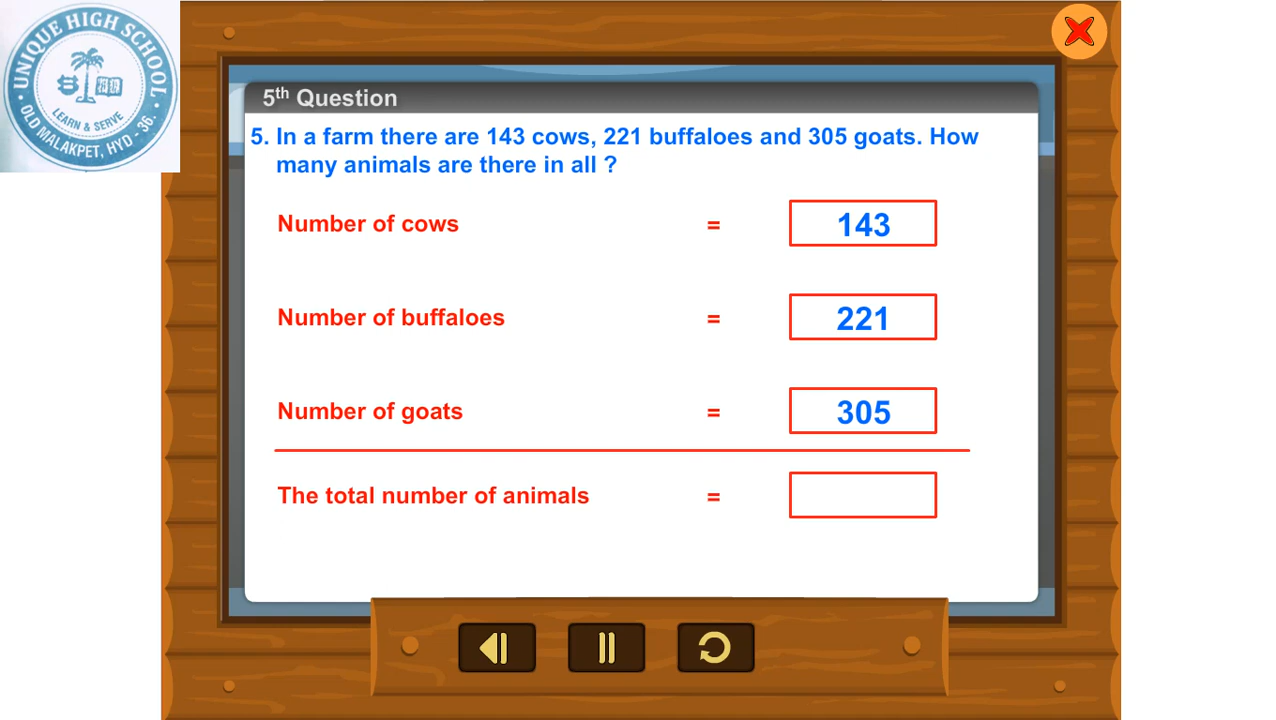 UNIQUE HIGH SCHOOL
LEARN & SERVE
OLD MALAKPET, HYD - 36.
5th Question
5. In a farm there are 143 cows, 221 buffaloes and 305 goats. How
many animals are there in all ?
Number of cows = 143
Number of buffaloes = 221
Number of goats = 305
The total number of animals =